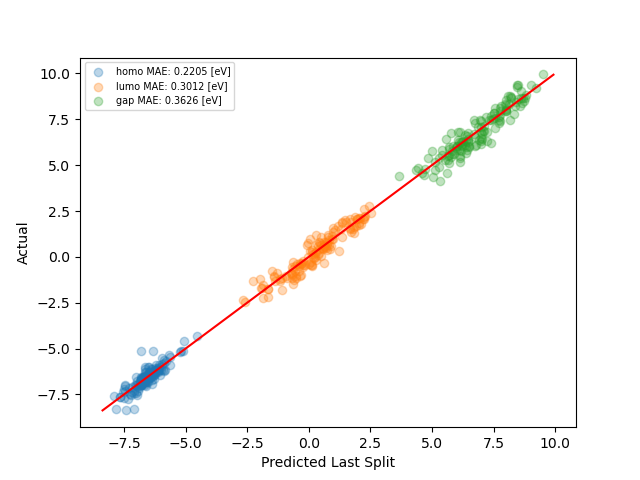 homo MAE: 0.2205 [eV]
lumo MAE: 0.3012 [eV]
gap MAE: 0.3626 [eV]
10.0
7.5
5.0
2.5
0.0
−2.5
−5.0
−7.5
Actual
−7.5 −5.0 −2.5 0.0 2.5 5.0 7.5 10.0
Predicted Last Split